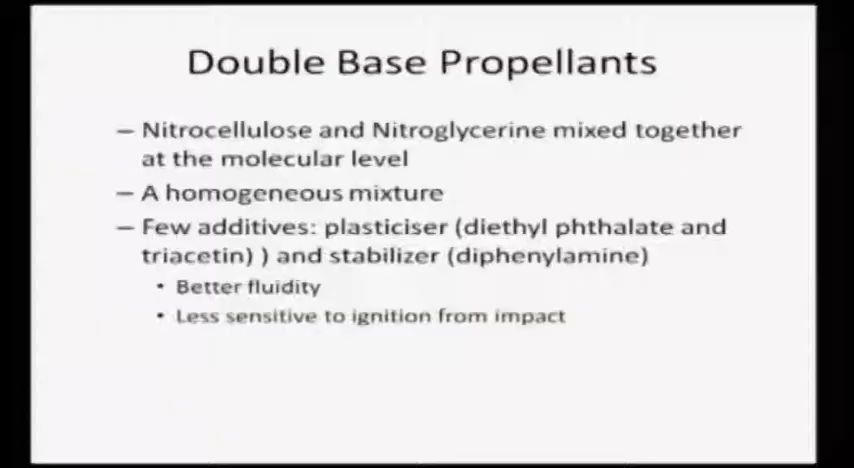 Double Base Propellants
– Nitrocellulose and Nitroglycerine mixed together
at the molecular level
– A homogeneous mixture
– Few additives: plasticiser (diethyl phthalate and
triacetin) ) and stabilizer (diphenylamine)
• Better fluidity
• Less sensitive to ignition from impact